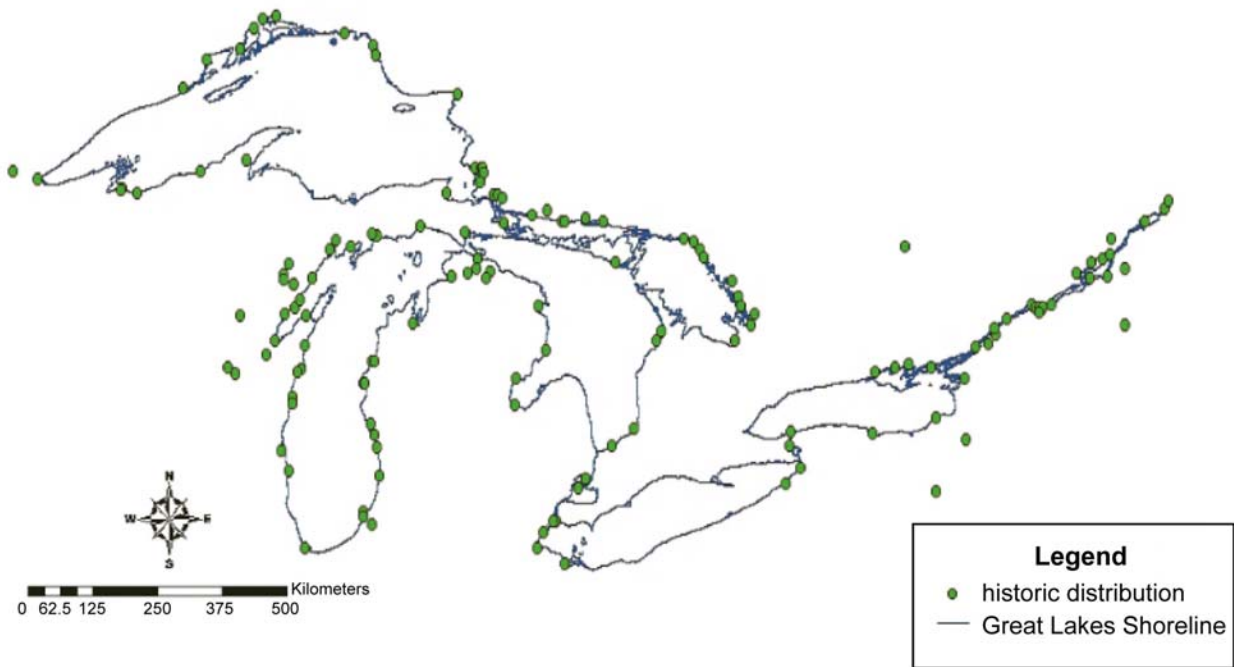 N
W E
S
Kilometers
0 62.5 125 250 375 500
Legend
historic distribution
Great Lakes Shoreline